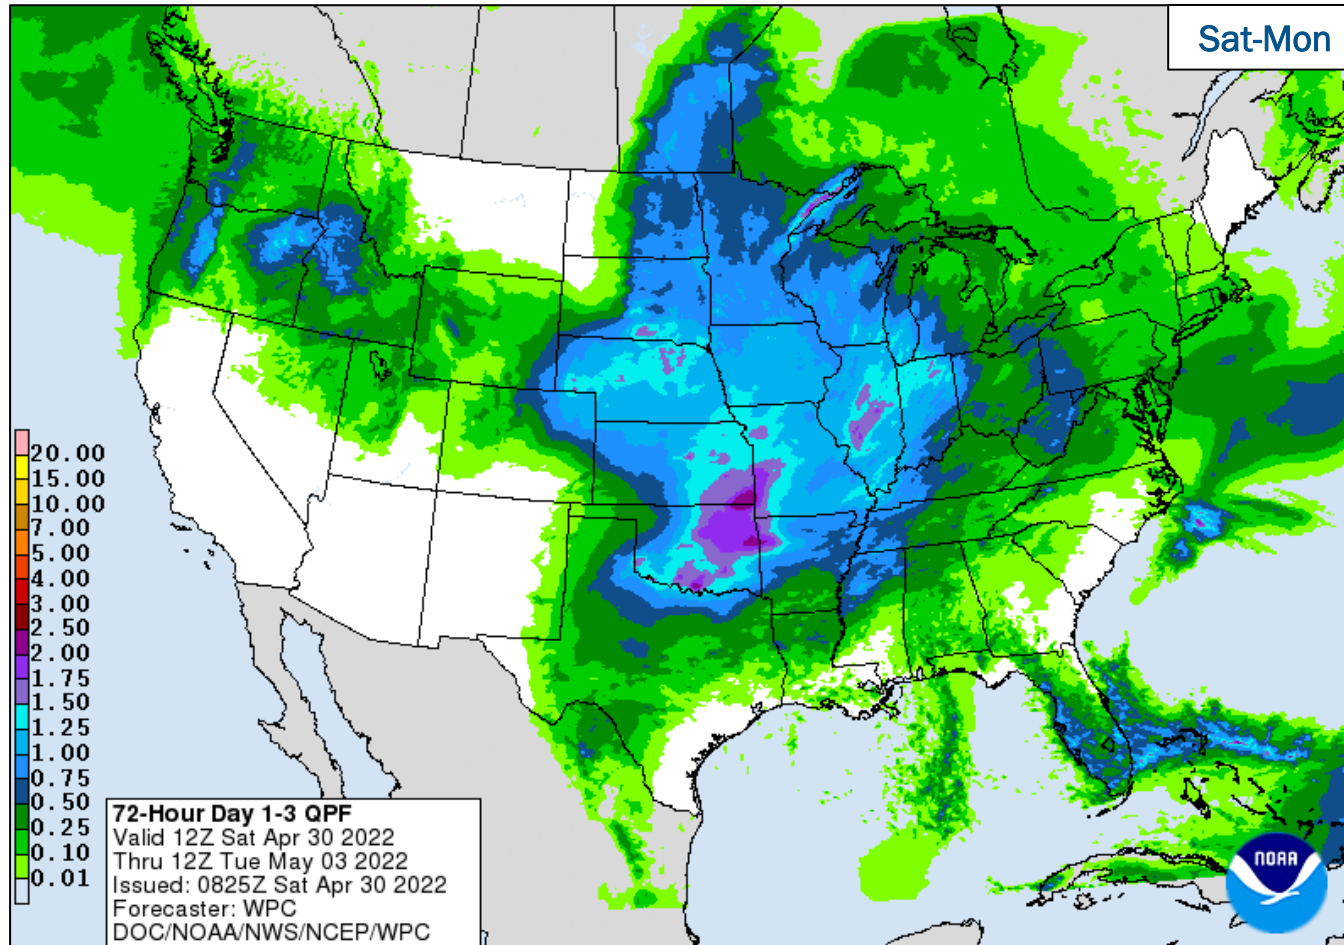 Sat-Mon
20.00
15.00
10.00
7.00
5.00
4.00
3.00
2.50
2.00
1.75
1.50
1.25
1.00
0.75
0.50
0.25
0.10
0.01
72-Hour Day 1-3 QPF
Valid 12Z Sat Apr 30 2022
Thru 12Z Tue May 03 2022
Issued: 0825Z Sat Apr 30 2022
Forecaster: WPC
DOC/NOAA/NWS/NCEP/WPC
NOAA